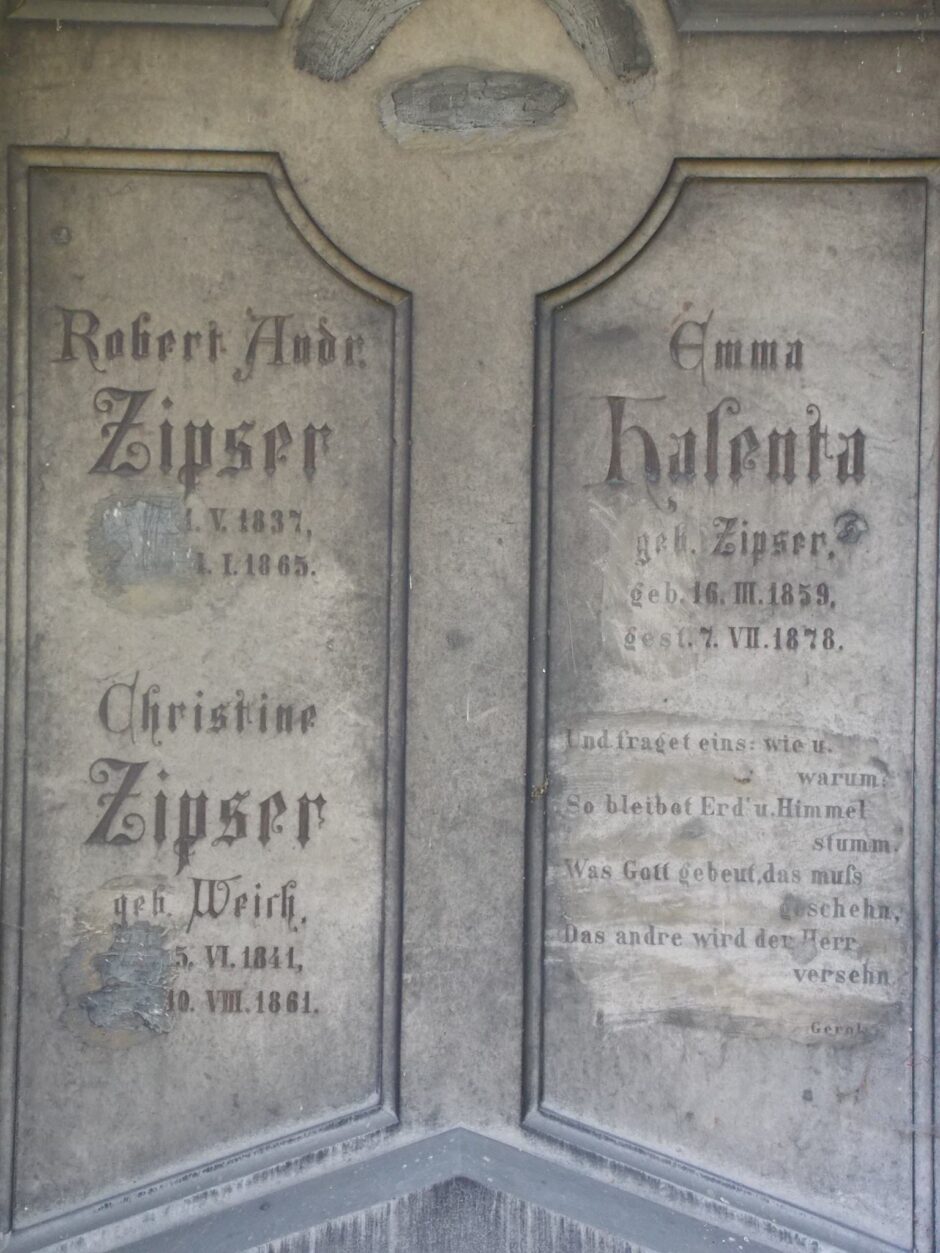 Robert Andr.
Zipser
1. V. 1837,
1. I. 1865.
Christine
Zipser
geb. Weich,
5. VI. 1841,
10. VIII. 1861.
Emma
Kalenta
geb. Zipser,
geb. 16. III. 1859,
gest. 7. VII. 1878.
Und fraget eins: wie u.
warum:
So bleibet Erd' u. Himmel
stumm.
Was Gott gebeut, das muſs
geschehn,
Das andre wird der Herr
versehn
Gerok